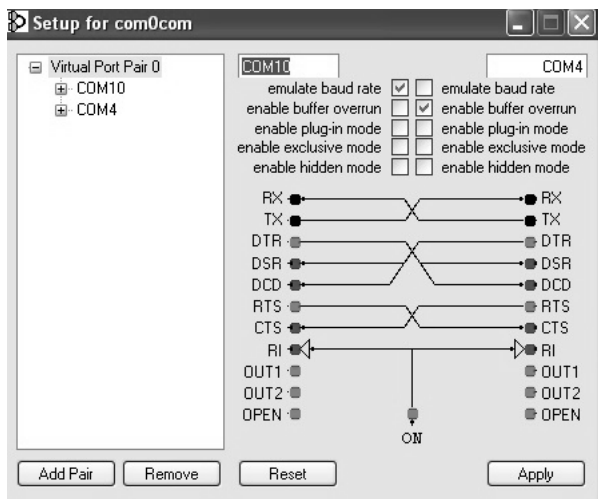 Setup for com0com
Virtual Port Pair 0
COM10
COM4
COM10 COM4
emulate baud rate emulate baud rate
enable buffer overrun enable buffer overrun
enable plug-in mode enable plug-in mode
enable exclusive mode enable exclusive mode
enable hidden mode enable hidden mode
RX RX
TX TX
DTR DTR
DSR DSR
DCD DCD
RTS RTS
CTS CTS
RI RI
OUT1 OUT1
OUT2 OUT2
OPEN OPEN
ON
Add Pair Remove Reset Apply